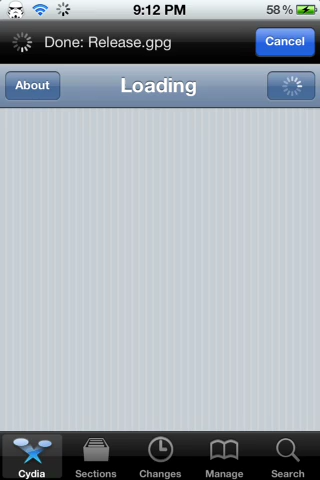 9:12 PM 58 %
Done: Release.gpg Cancel
About Loading
Cydia Sections Changes Manage Search